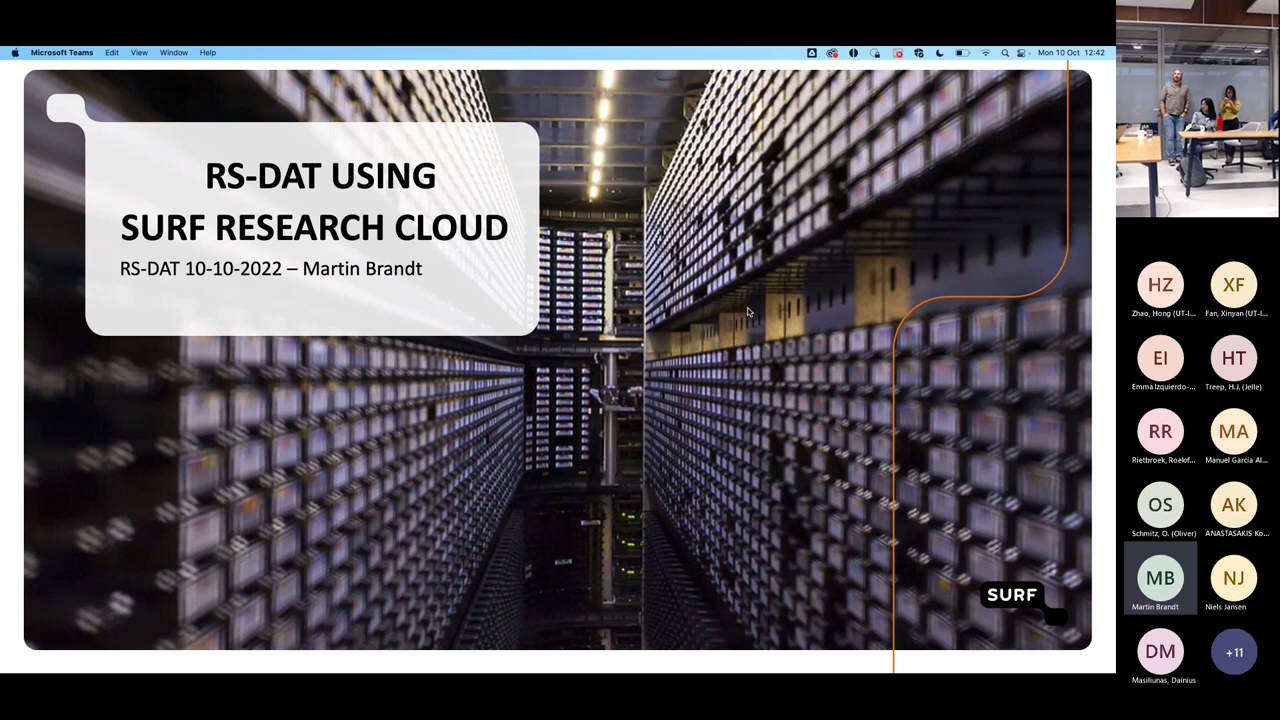 Microsoft Teams Edit View Window Help
Mon 10 Oct 12:42
RS-DAT USING
SURF RESEARCH CLOUD
RS-DAT 10-10-2022 – Martin Brandt
SURF
HZ XF
Zhao, Hong (UT-I... Fan, Xinyan (UT-I...
EI HT
Emma Izquierdo-... Treep, H.J. (Jelle)
RR MA
Rietbroek, Roelof... Manuel Garcia Al...
OS AK
Schmitz, O. (Oliver) ANASTASAKIS Ko...
MB NJ
Martin Brandt Niels Jansen
DM +11
Masiliunas, Dainius